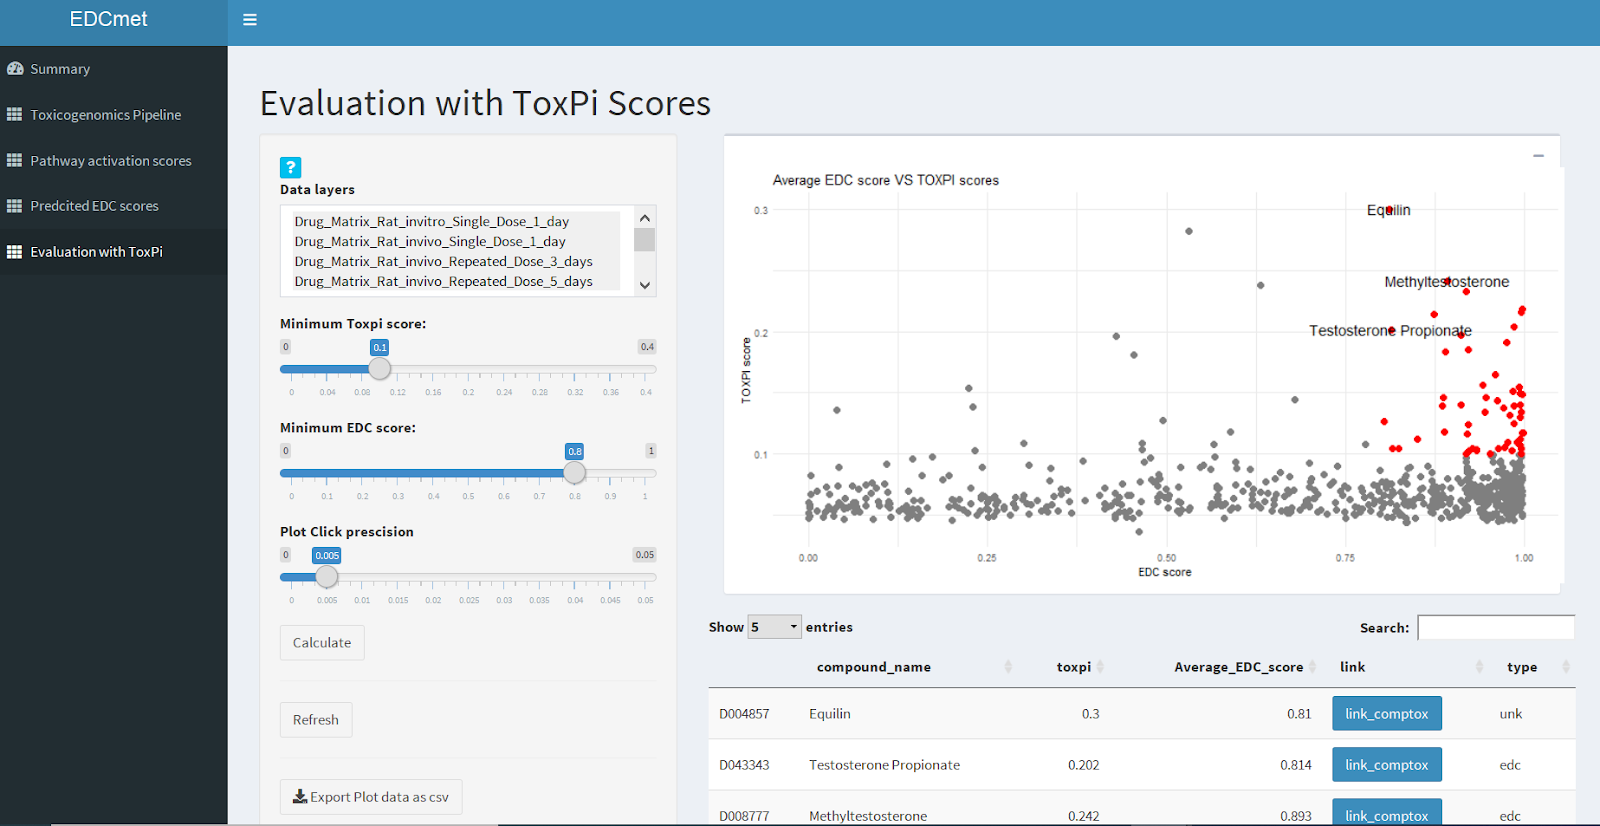 EDCmet
Summary
Toxicogenomics Pipeline
Pathway activation scores
Predcited EDC scores
Evaluation with ToxPi
Evaluation with ToxPi Scores
?
Data layers
Drug_Matrix_Rat_invitro_Single_Dose_1_day
Drug_Matrix_Rat_invivo_Single_Dose_1_day
Drug_Matrix_Rat_invivo_Repeated_Dose_3_days
Drug_Matrix_Rat_invivo_Repeated_Dose_5_days
Minimum Toxpi score:
0 0.1 0.4
0 0.04 0.08 0.12 0.16 0.2 0.24 0.28 0.32 0.36 0.4
Minimum EDC score:
0 0.8 1
0 0.1 0.2 0.3 0.4 0.5 0.6 0.7 0.8 0.9 1
Plot Click prescision
0 0.005 0.05
0 0.005 0.01 0.015 0.02 0.025 0.03 0.035 0.04 0.045 0.05
Calculate
Refresh
Export Plot data as csv
Average EDC score VS TOXPI scores
TOXPI score
0.3
0.2
0.1
Equilin
Methyltestosterone
Testosterone Propionate
0.00 0.25 0.50 0.75 1.00
EDC score
Show 5 entries
Search:
compound_name toxpi Average_EDC_score link type
D004857 Equilin 0.3 0.81 link_comptox unk
D043343 Testosterone Propionate 0.202 0.814 link_comptox edc
D008777 Methyltestosterone 0.242 0.893 link_comptox edc